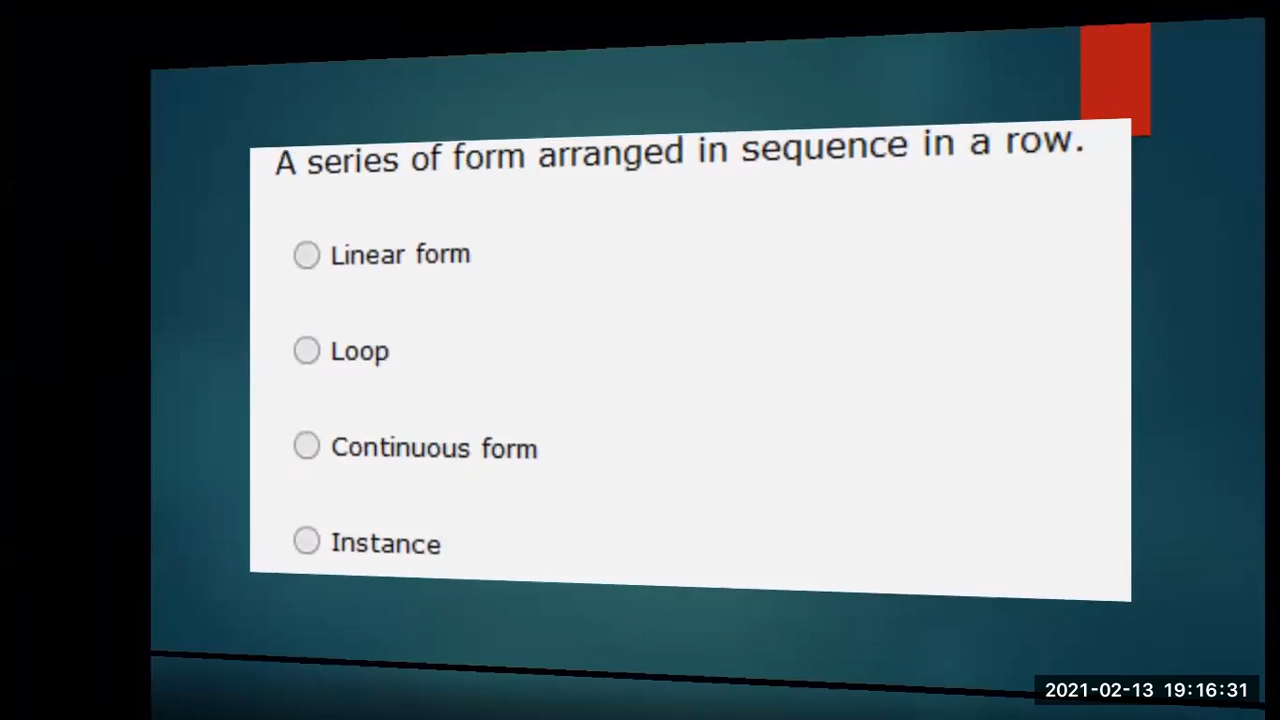 A series of form arranged in sequence in a row.
Linear form
Loop
Continuous form
Instance
2021-02-13 19:16:31